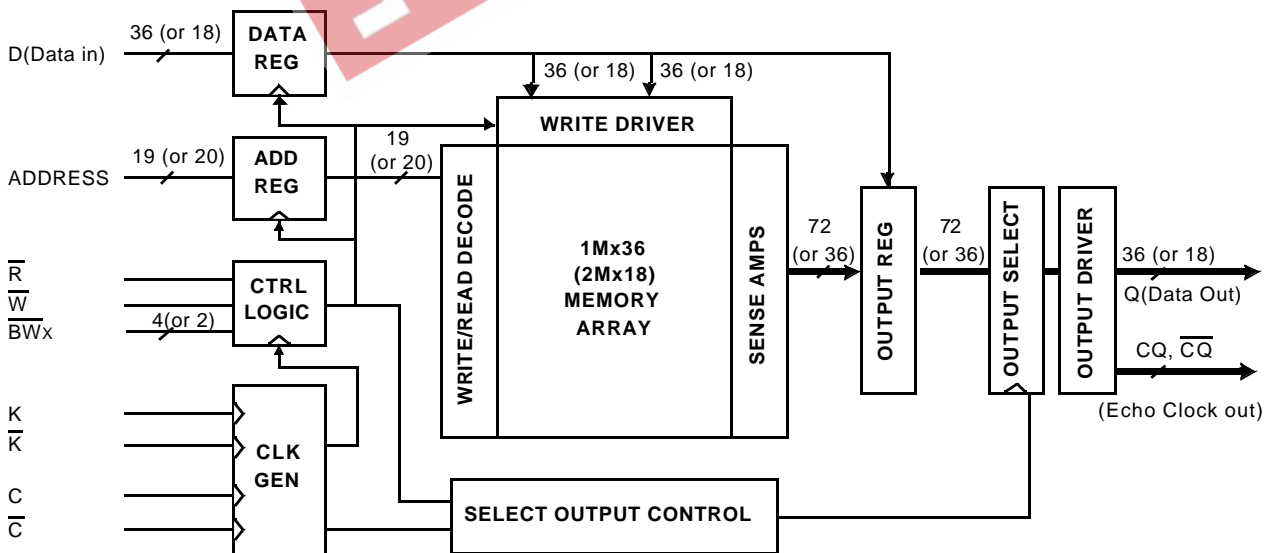 D(Data in)
36 (or 18)
DATA
REG
36 (or 18)
36 (or 18)
WRITE DRIVER
ADDRESS
19 (or 20)
ADD
REG
19
(or 20)
WRITE/READ DECODE
1Mx36
(2Mx18)
MEMORY
ARRAY
SENSE AMPS
72
(or 36)
OUTPUT REG
72
(or 36)
OUTPUT SELECT
OUTPUT DRIVER
36 (or 18)
Q(Data Out)
CQ, C̅Q̅
(Echo Clock out)
R̅
W̅
B̅W̅x
4(or 2)
CTRL
LOGIC
K
K̅
C
C̅
CLK
GEN
SELECT OUTPUT CONTROL